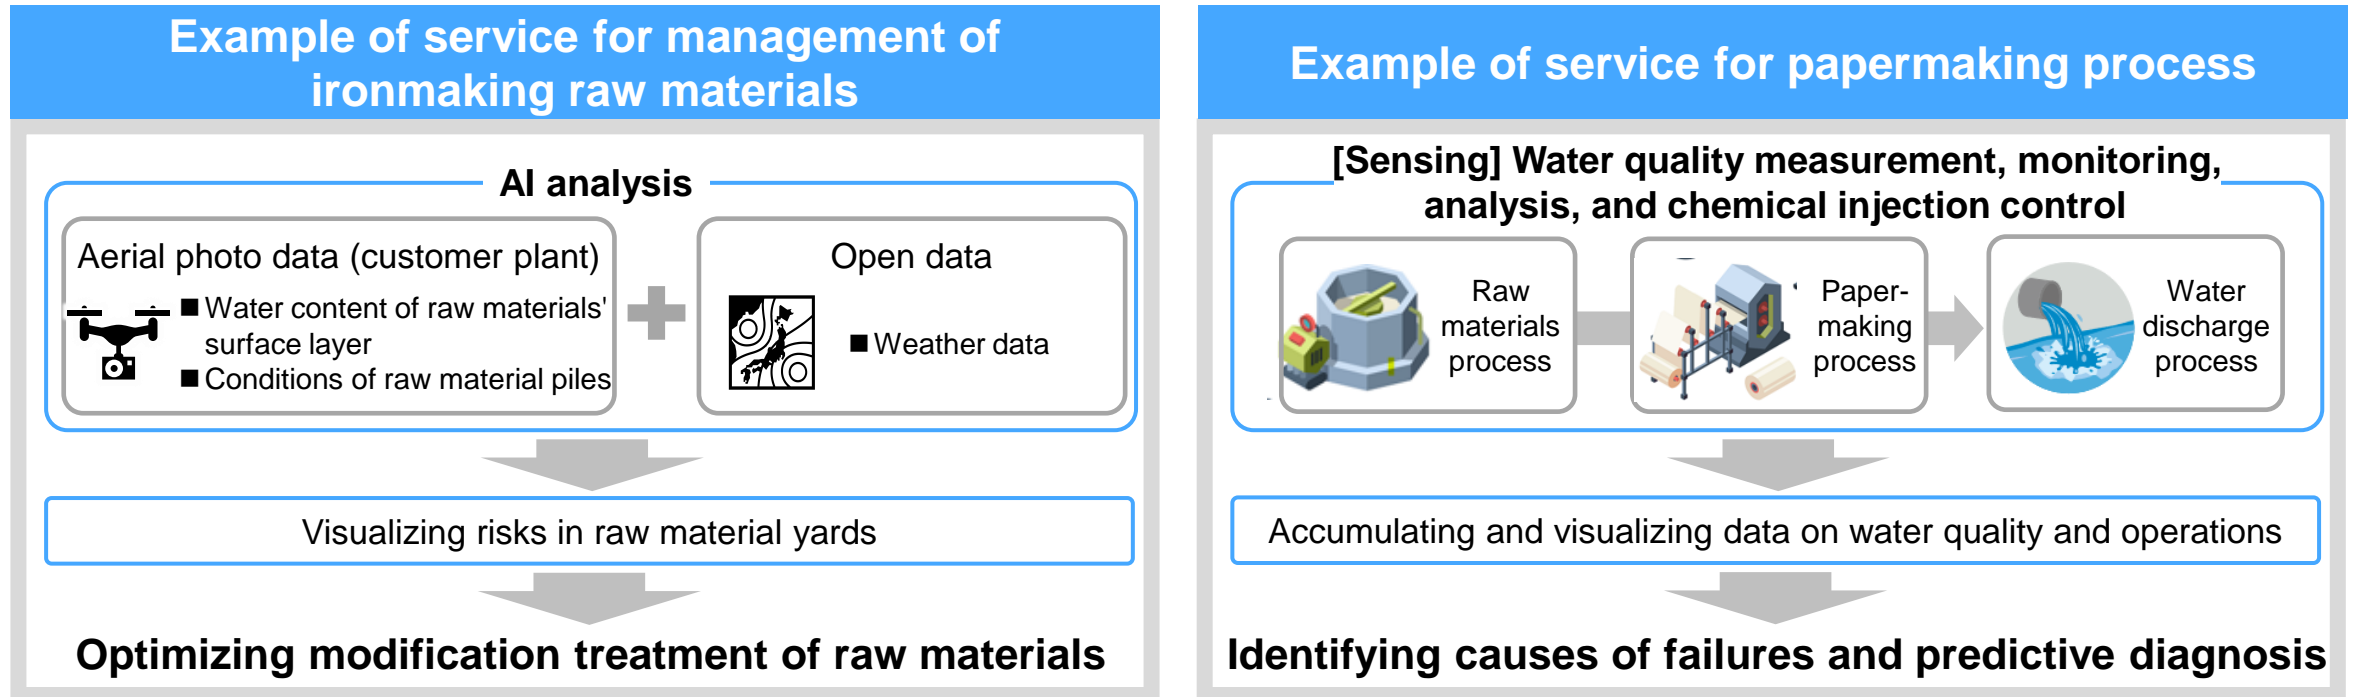 Example of service for management of
ironmaking raw materials
AI analysis
Aerial photo data (customer plant)
■ Water content of raw materials'
surface layer
■ Conditions of raw material piles
Open data
■ Weather data
Visualizing risks in raw material yards
Optimizing modification treatment of raw materials
Example of service for papermaking process
[Sensing] Water quality measurement, monitoring,
analysis, and chemical injection control
Raw
materials
process
Paper-
making
process
Water
discharge
process
Accumulating and visualizing data on water quality and operations
Identifying causes of failures and predictive diagnosis